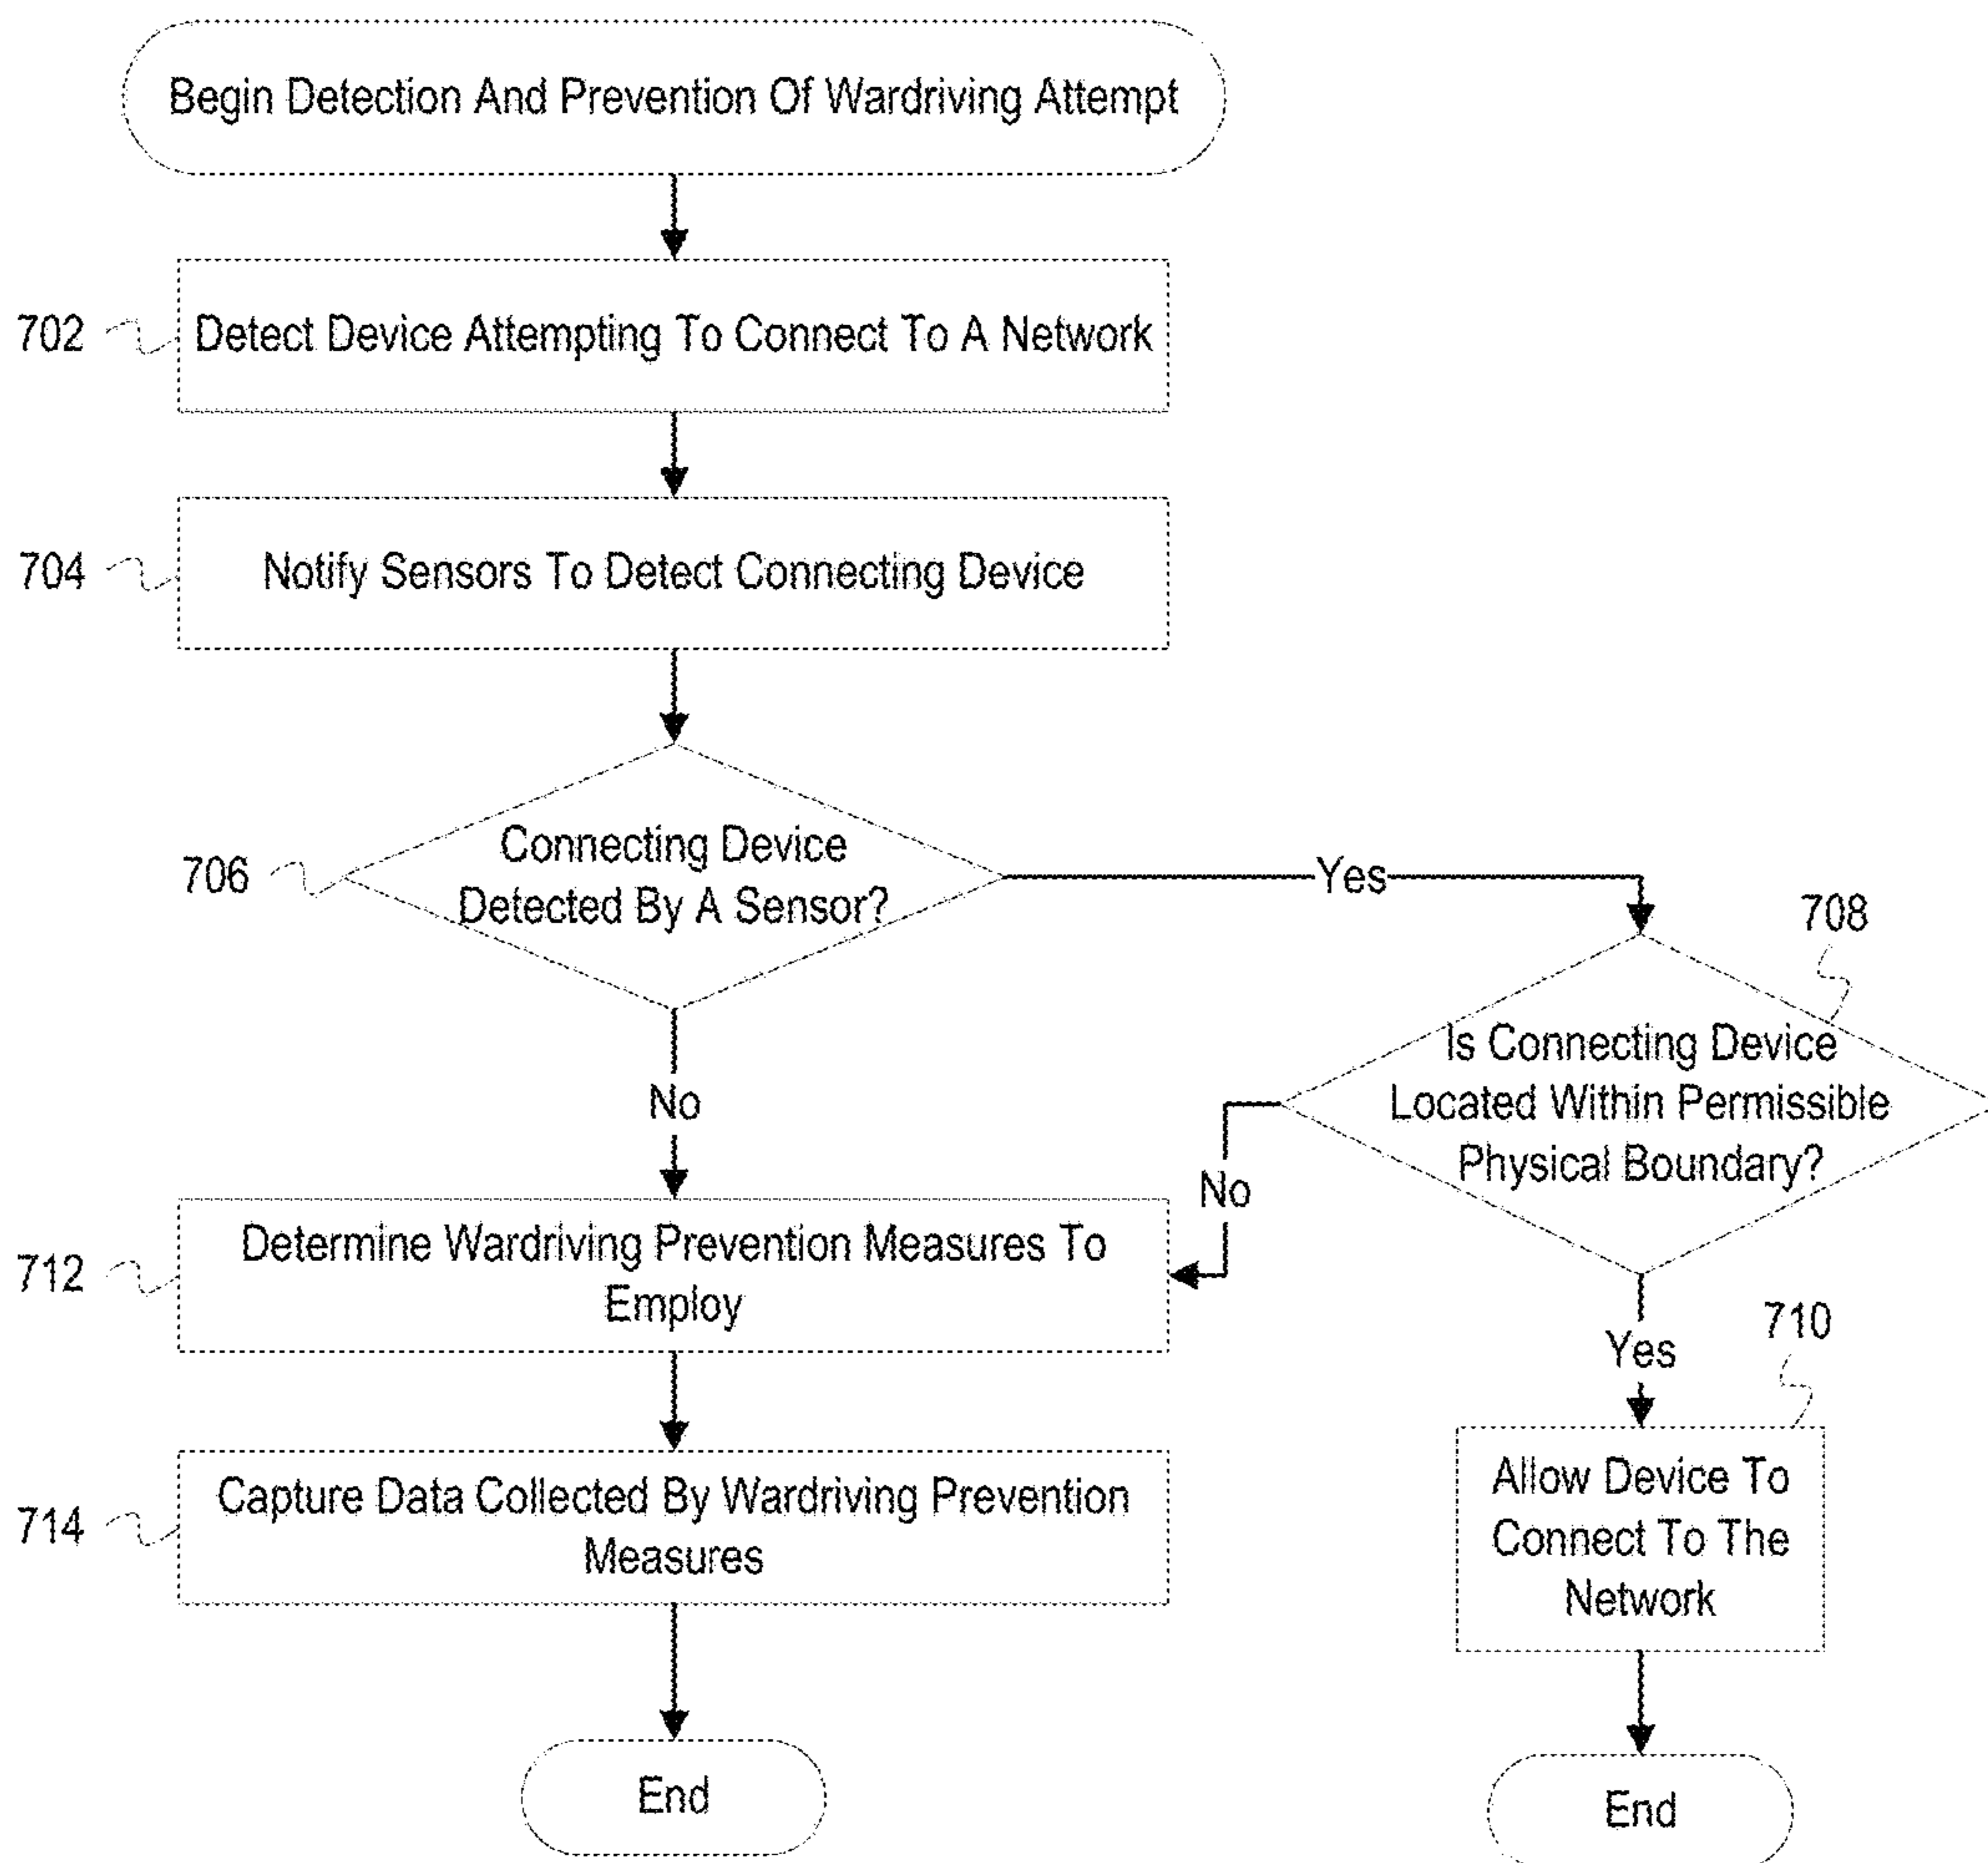 Begin Detection And Prevention Of Wardriving Attempt
702
Detect Device Attempting To Connect To A Network
704
Notify Sensors To Detect Connecting Device
706
Connecting Device
Detected By A Sensor?
Yes
708
Is Connecting Device
Located Within Permissible
Physical Boundary?
No
No
712
Determine Wardriving Prevention Measures To
Employ
Yes
710
714
Capture Data Collected By Wardriving Prevention
Measures
Allow Device To
Connect To The
Network
End
End